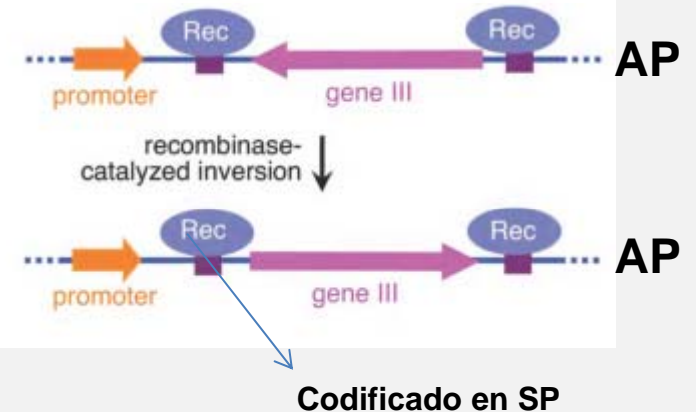 Rec Rec
AP
promoter gene III
recombinase-
catalyzed inversion
Rec Rec
AP
promoter gene III
Codificado en SP